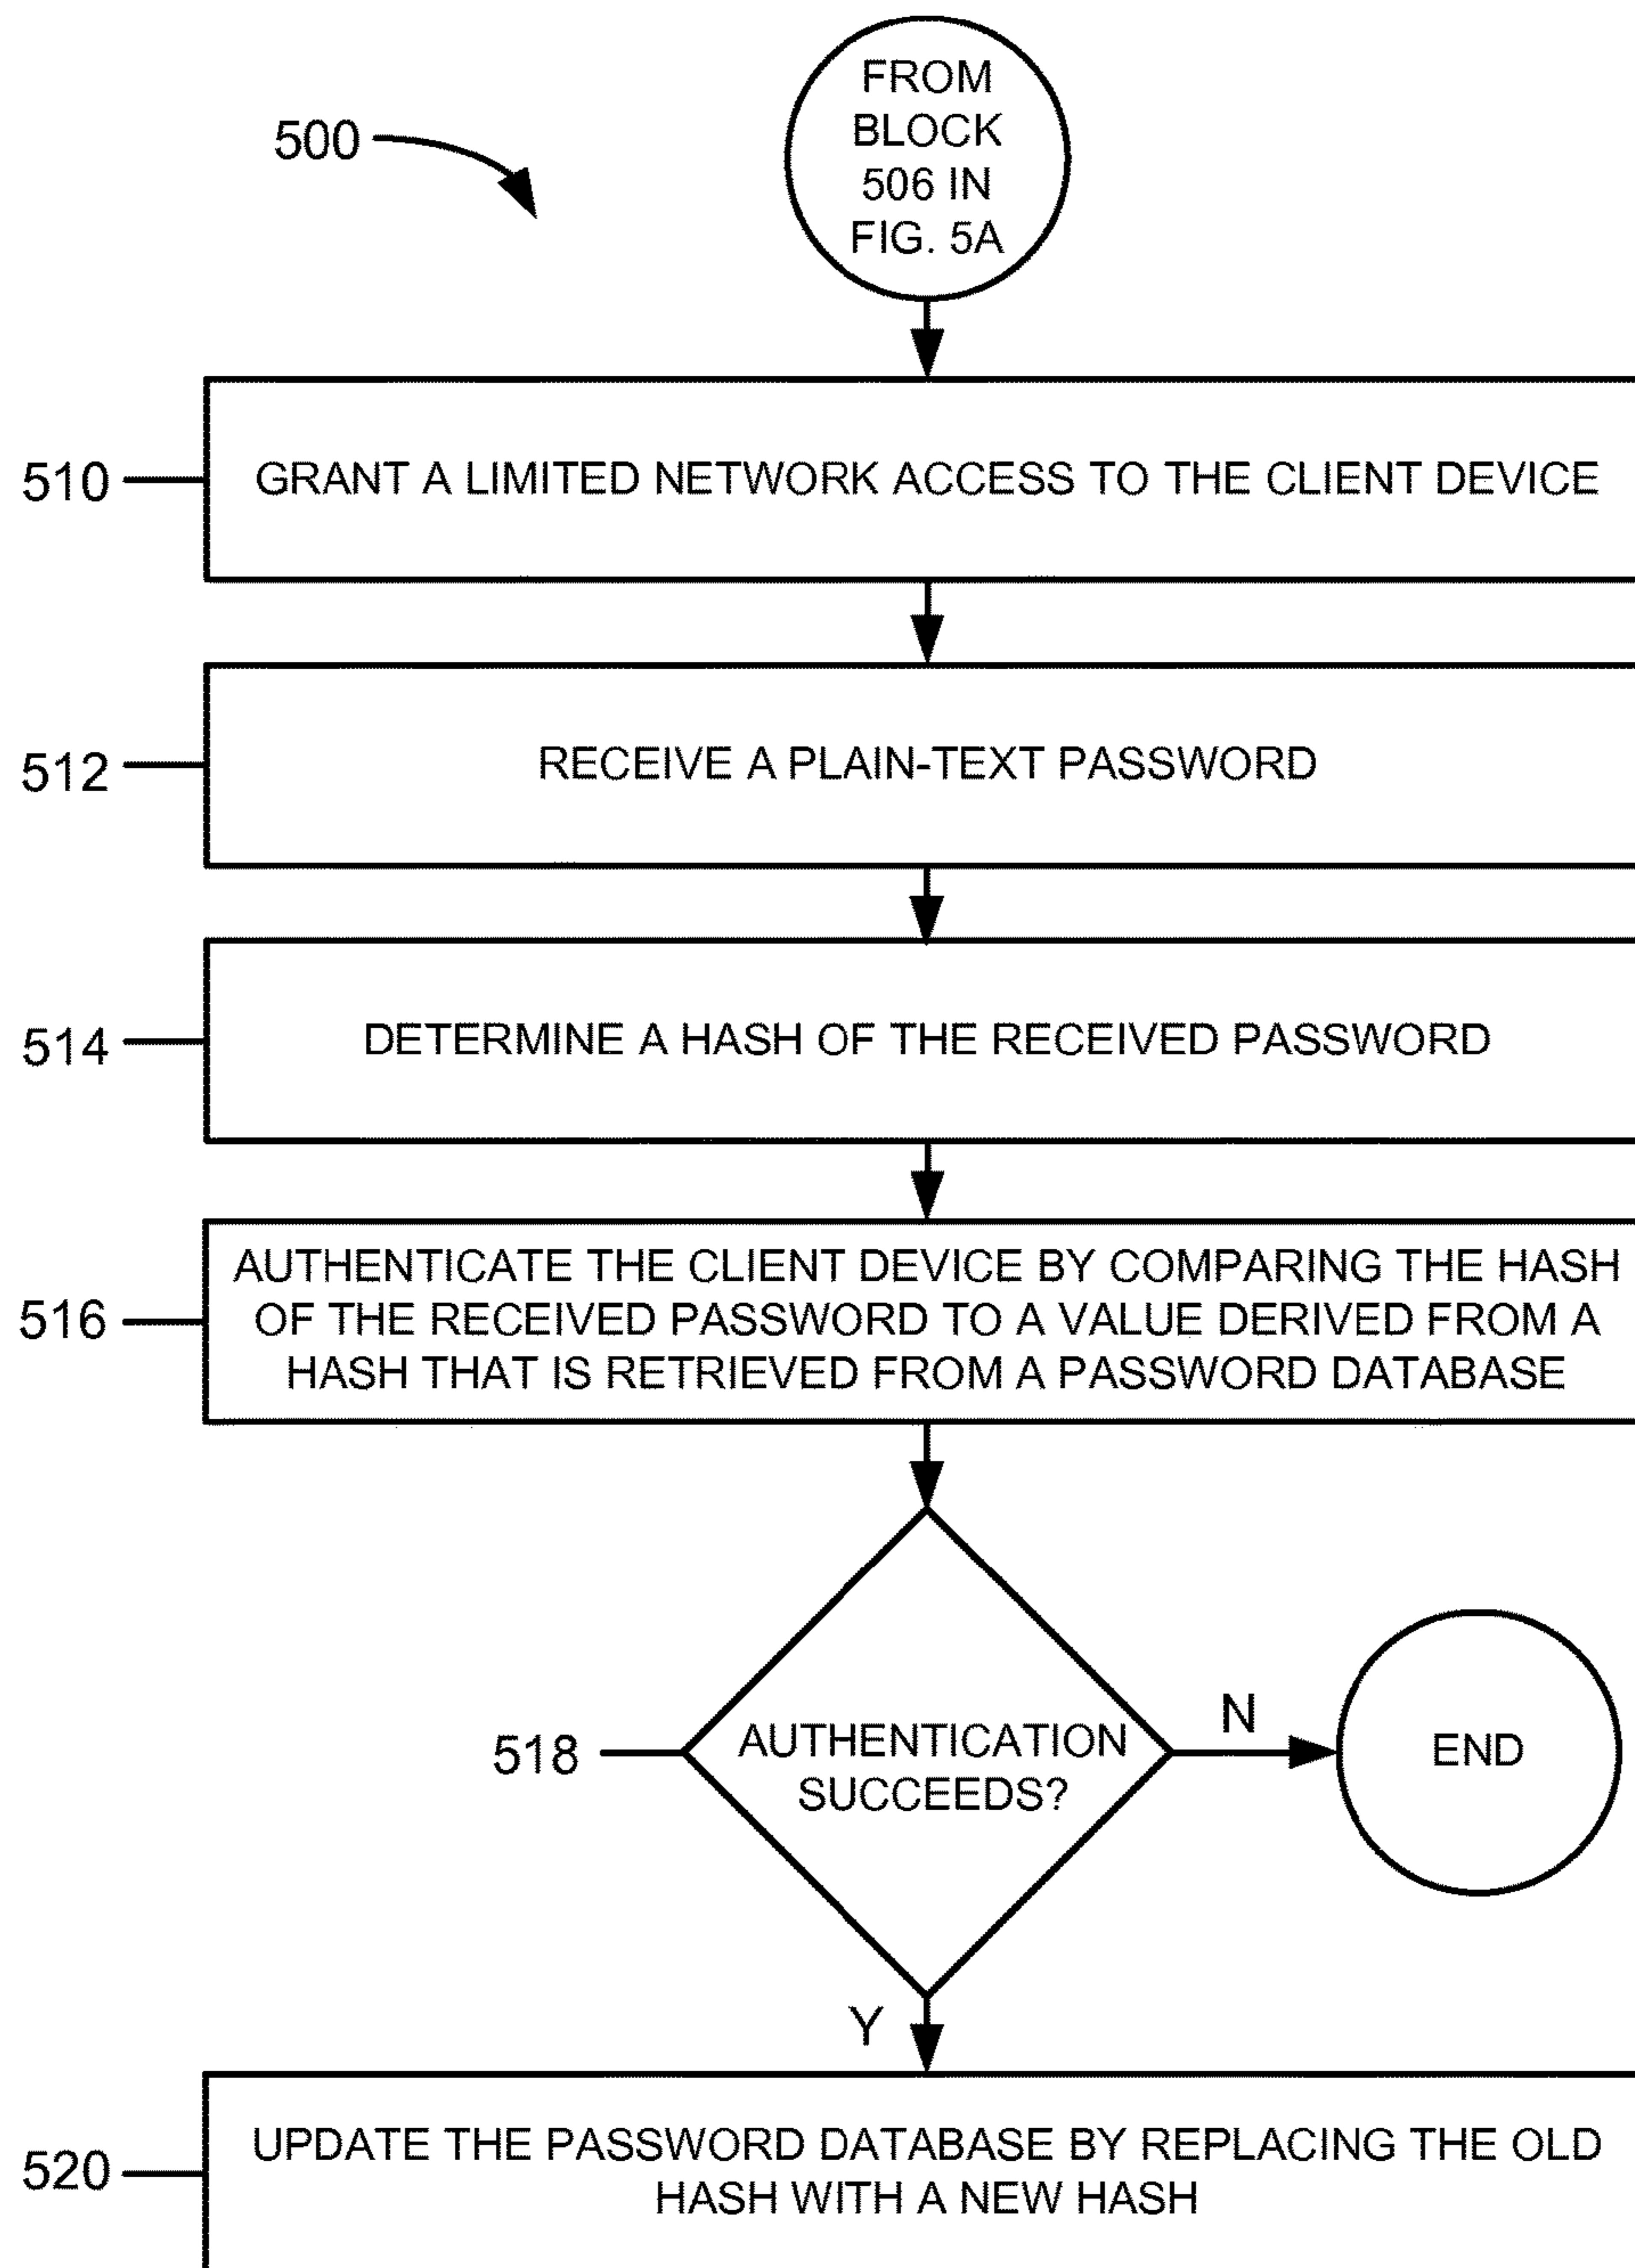 500
FROM
BLOCK
506 IN
FIG. 5A
510
GRANT A LIMITED NETWORK ACCESS TO THE CLIENT DEVICE
512
RECEIVE A PLAIN-TEXT PASSWORD
514
DETERMINE A HASH OF THE RECEIVED PASSWORD
516
AUTHENTICATE THE CLIENT DEVICE BY COMPARING THE HASH
OF THE RECEIVED PASSWORD TO A VALUE DERIVED FROM A
HASH THAT IS RETRIEVED FROM A PASSWORD DATABASE
518
AUTHENTICATION
SUCCEEDS?
N
END
Y
520
UPDATE THE PASSWORD DATABASE BY REPLACING THE OLD
HASH WITH A NEW HASH